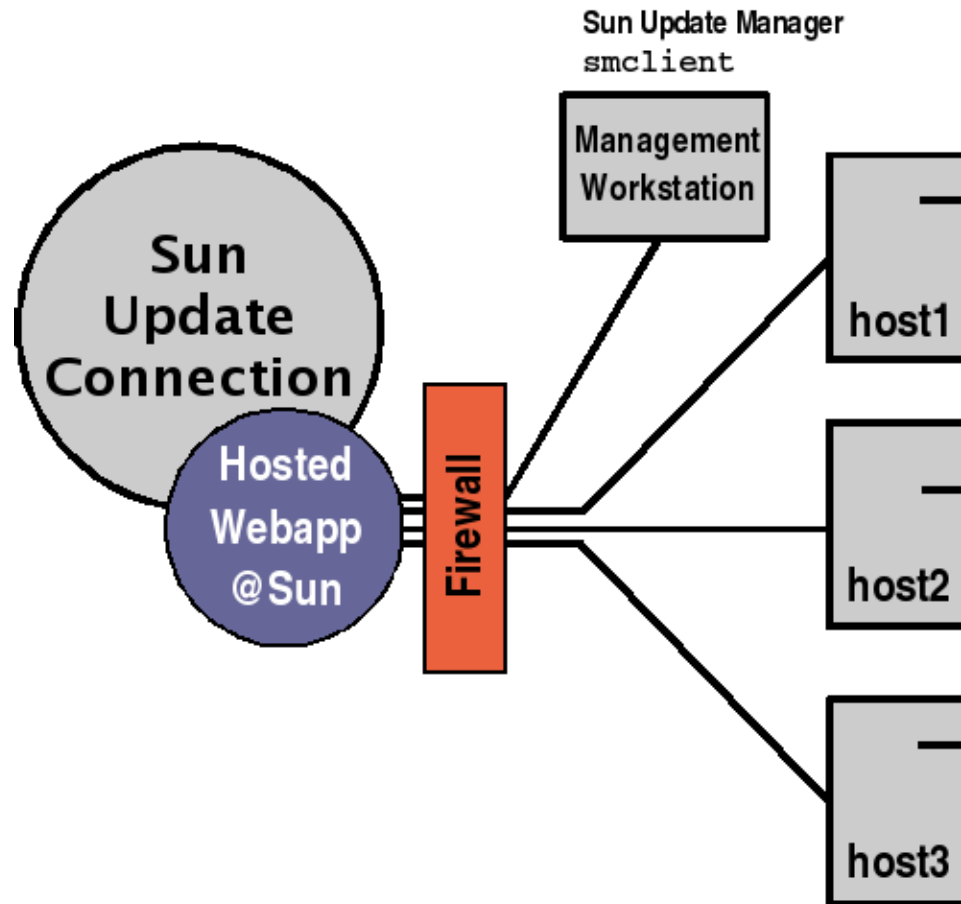 Sun Update Manager
smclient
Management
Workstation
Sun
Update
Connection
Hosted
Webapp
@Sun
Firewall
host1
host2
host3